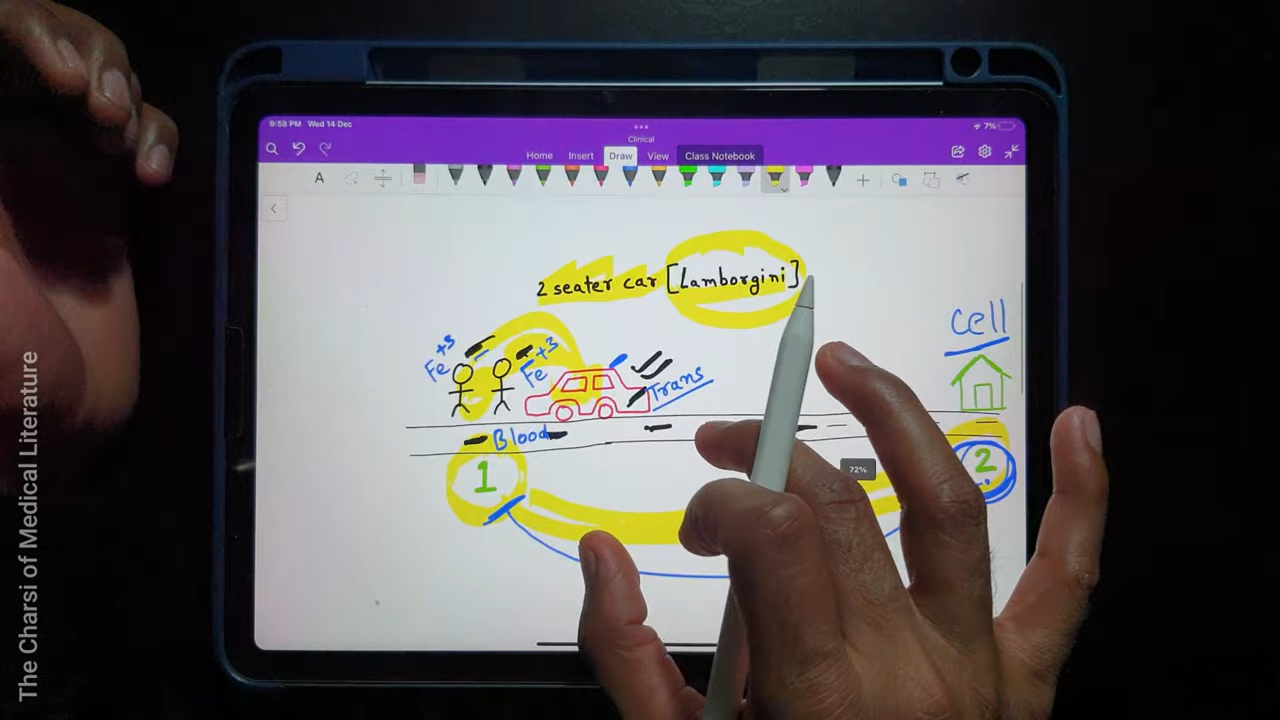 9:58 PM Wed 14 Dec
7%
Clinical
Home Insert Draw View Class Notebook
A
2 seater car [Lamborgini]
cell
Fe+3
Fe+3
Trans
Blood
1
2
72%
The Charsi of Medical Literature